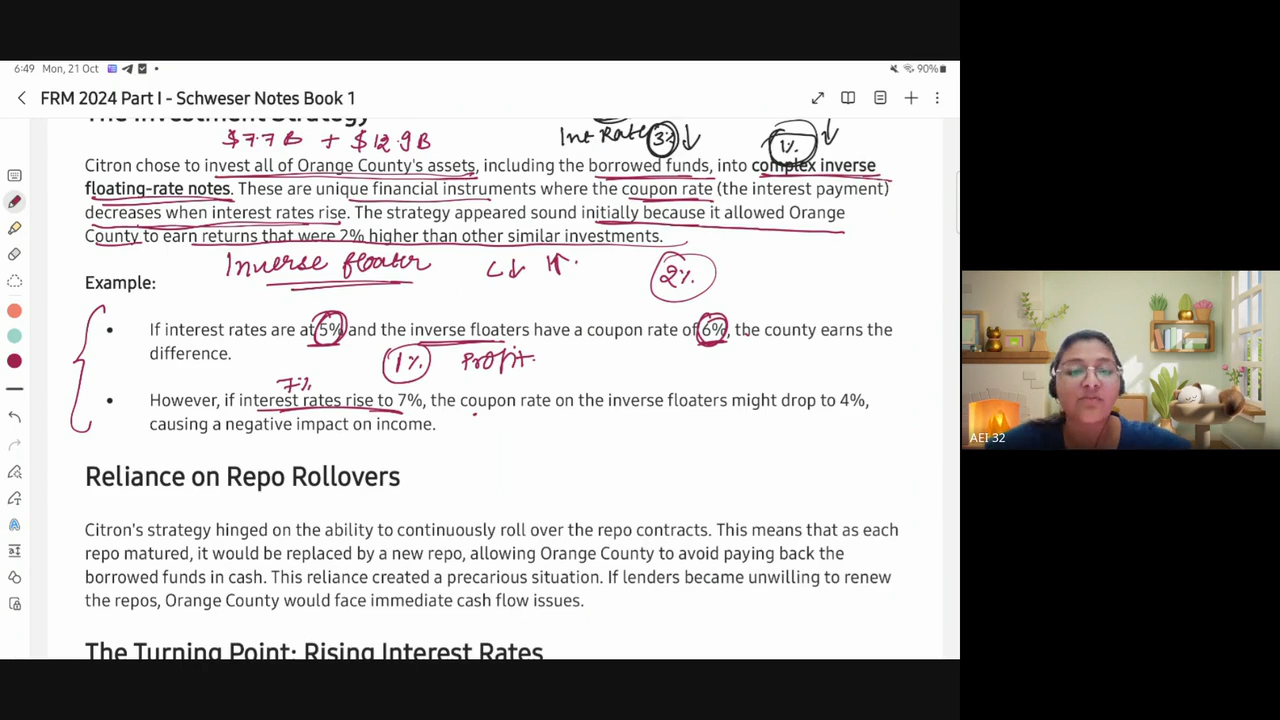 6:49 Mon, 21 Oct
90%
FRM 2024 Part I - Schweser Notes Book 1
The Investment Strategy
$7.7 B + $12.9 B
Int Rate 3% ↓ 1% ↓
Citron chose to invest all of Orange County's assets, including the borrowed funds, into complex inverse
floating-rate notes. These are unique financial instruments where the coupon rate (the interest payment)
decreases when interest rates rise. The strategy appeared sound initially because it allowed Orange
County to earn returns that were 2% higher than other similar investments.
Inverse floater C↓ 2%
Example:
• If interest rates are at 5% and the inverse floaters have a coupon rate of 6%, the county earns the
difference.
1% Profit
7%
• However, if interest rates rise to 7%, the coupon rate on the inverse floaters might drop to 4%,
causing a negative impact on income.
Reliance on Repo Rollovers
Citron's strategy hinged on the ability to continuously roll over the repo contracts. This means that as each
repo matured, it would be replaced by a new repo, allowing Orange County to avoid paying back the
borrowed funds in cash. This reliance created a precarious situation. If lenders became unwilling to renew
the repos, Orange County would face immediate cash flow issues.
The Turning Point: Rising Interest Rates
AEI 32